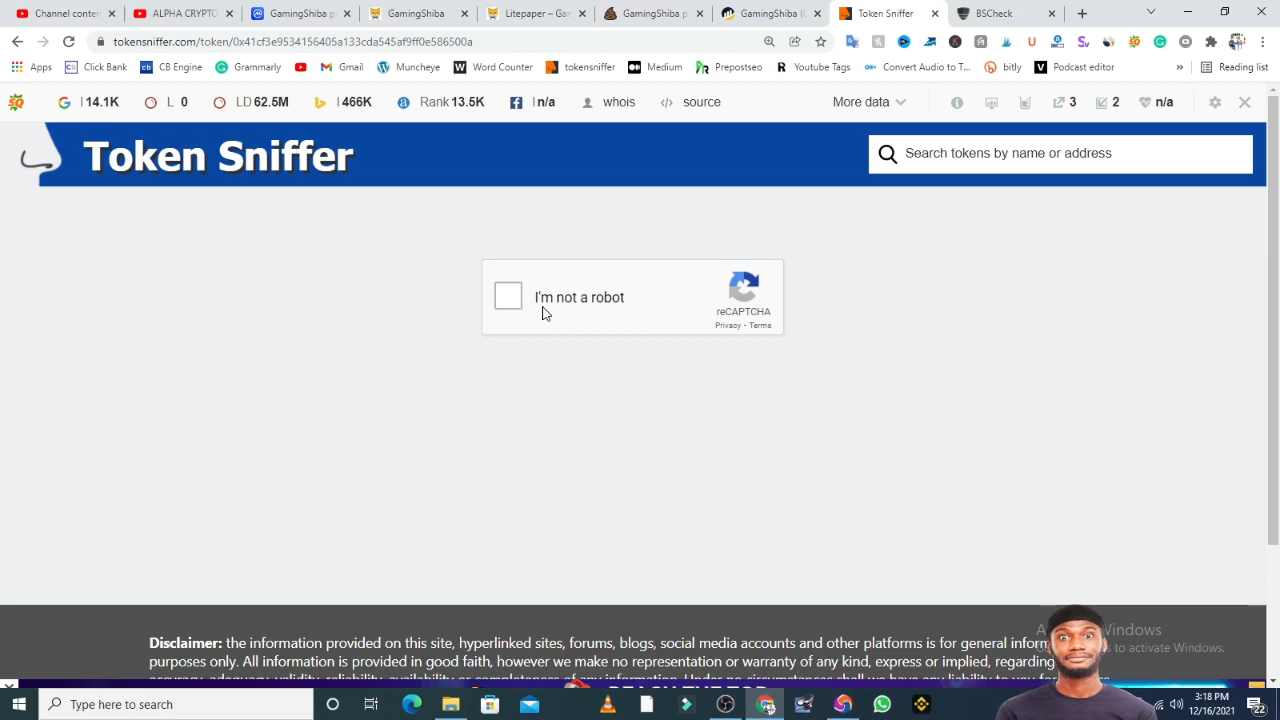 Channel conten
ALPHA CRYPTO
GamingShiba p
GamingShiba
Litepaper – Ga
GamingShiba p
GamingShiba (G
Token Sniffer
BSCheck
tokensniffer.com/token/0x41cf3e9534156405a133cda545af9ff0e586500a
Apps
Click Bank
CB Engine
Grammarly
Gmail
Muncheye
Word Counter
tokensniffer
Medium
Prepostseo
Youtube Tags
Convert Audio to T...
bitly
Podcast editor
»
Reading list
I 14.1K
L 0
LD 62.5M
I 466K
Rank 13.5K
I n/a
whois
source
More data
3
2
n/a
Token Sniffer
Search tokens by name or address
I'm not a robot
reCAPTCHA
Privacy - Terms
Disclaimer: the information provided on this site, hyperlinked sites, forums, blogs, social media accounts and other platforms is for general
purposes only. All information is provided in good faith, however we make no representation or warranty of any kind, express or implied, regarding
Windows
to activate Windows.
Type here to search
3:18 PM
12/16/2021
22